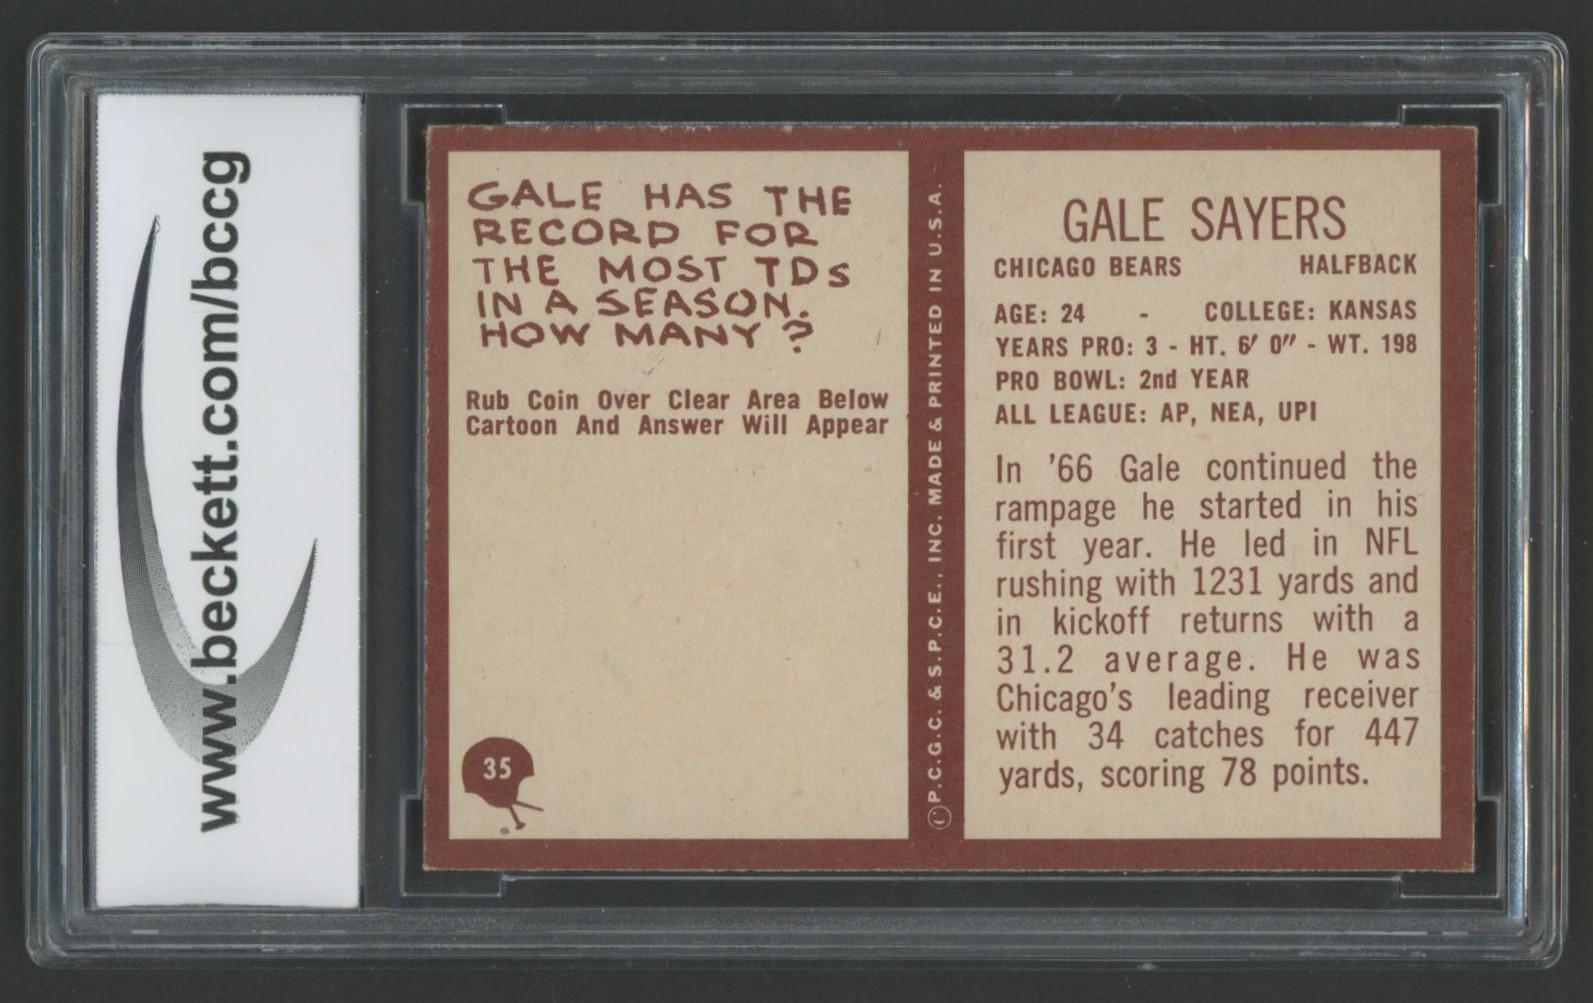 www.beckett.com/bccg
GALE HAS THE
RECORD FOR
THE MOST TDs
IN A SEASON.
HOW MANY?
Rub Coin Over Clear Area Below
Cartoon And Answer Will Appear
35
© P.C.G.C. & S.P.C.E., INC. MADE & PRINTED IN U.S.A.
GALE SAYERS
CHICAGO BEARS HALFBACK
AGE: 24 - COLLEGE: KANSAS
YEARS PRO: 3 - HT. 6' 0" - WT. 198
PRO BOWL: 2nd YEAR
ALL LEAGUE: AP, NEA, UPI
In '66 Gale continued the
rampage he started in his
first year. He led in NFL
rushing with 1231 yards and
in kickoff returns with a
31.2 average. He was
Chicago's leading receiver
with 34 catches for 447
yards, scoring 78 points.